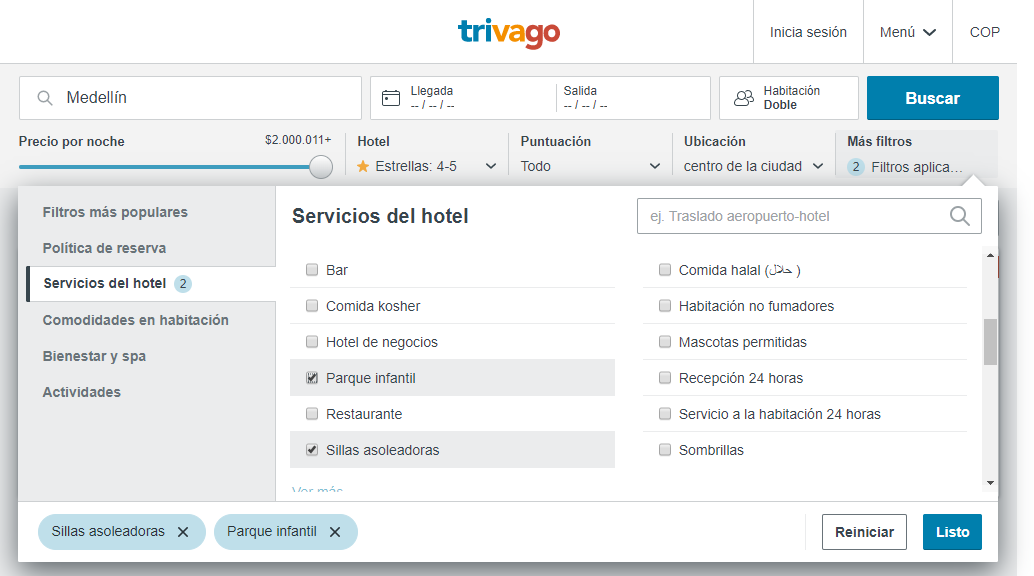 trivago
Inicia sesión
Menú
COP
Medellín
Llegada
-- / -- / --
Salida
-- / -- / --
Habitación
Doble
Buscar
Precio por noche
$2.000.011+
Hotel
Estrellas: 4-5
Puntuación
Todo
Ubicación
centro de la ciudad
Más filtros
2 Filtros aplica...
Filtros más populares
Política de reserva
Servicios del hotel 2
Comodidades en habitación
Bienestar y spa
Actividades
Servicios del hotel
ej. Traslado aeropuerto-hotel
Bar
Comida kosher
Hotel de negocios
Parque infantil
Restaurante
Sillas asoleadoras
Ver más
Comida halal (حلال )
Habitación no fumadores
Mascotas permitidas
Recepción 24 horas
Servicio a la habitación 24 horas
Sombrillas
Sillas asoleadoras
Parque infantil
Reiniciar
Listo